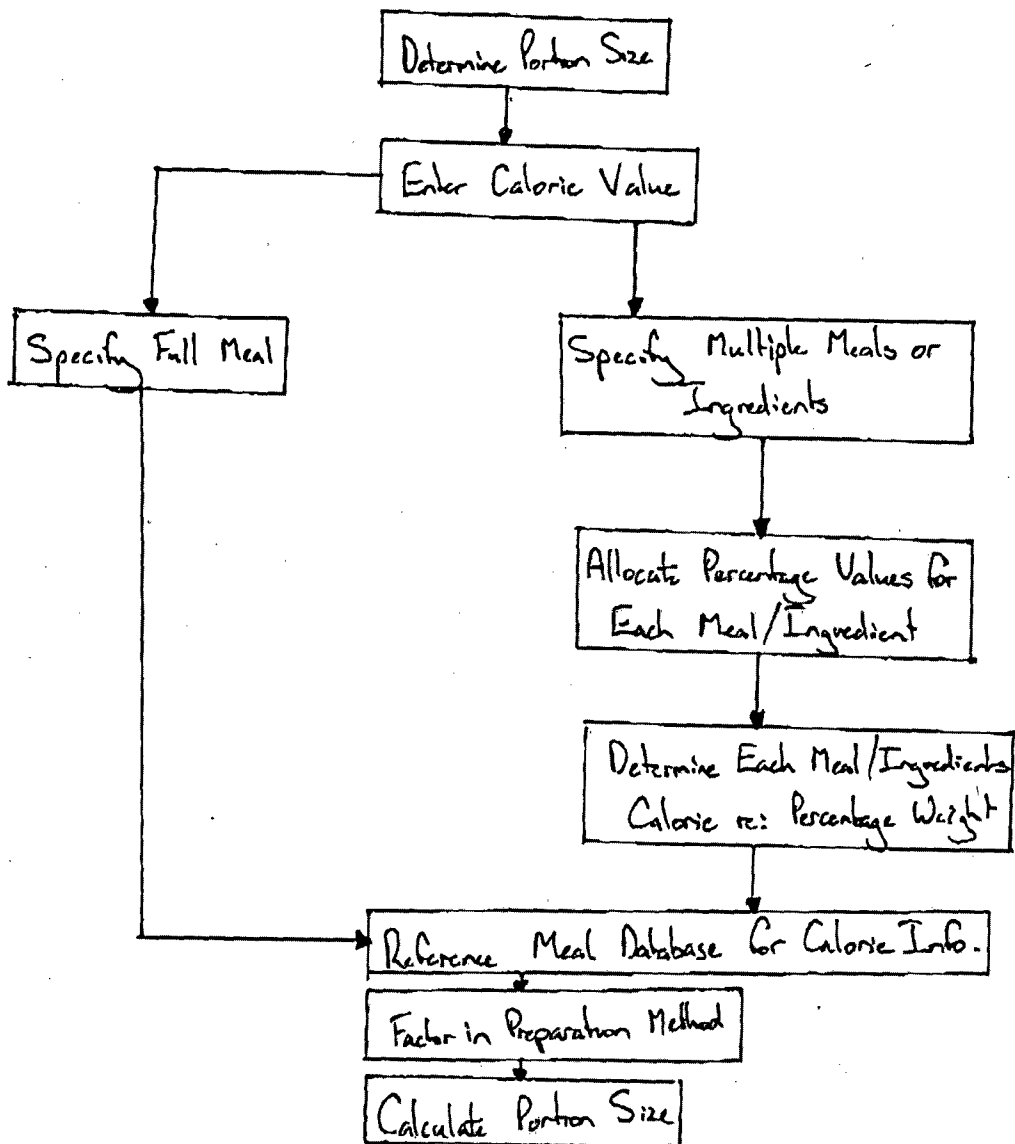 Determine Portion Size
Enter Calorie Value
Specify Full Meal
Specify Multiple Meals or
Ingredients
Allocate Percentage Values for
Each Meal/Ingredient
Determine Each Meal/Ingredients
Calorie re: Percentage Weight
Reference Meal Database for Calorie Info.
Factor in Preparation Method
Calculate Portion Size